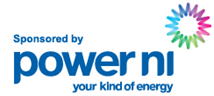 Sponsored by
power ni
your kind of energy